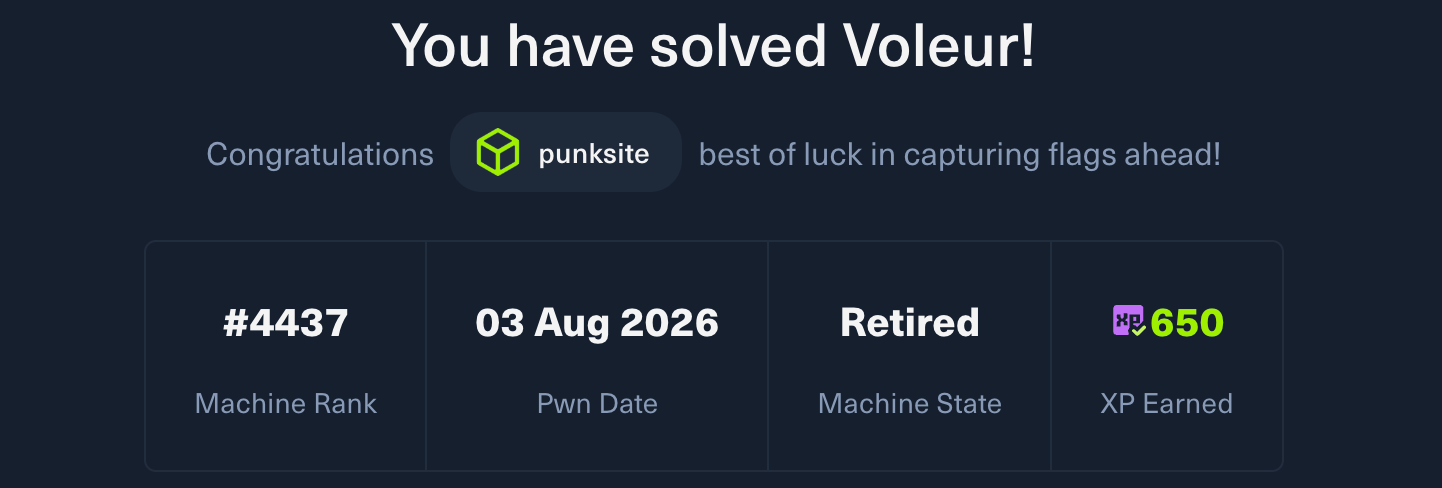 You have solved Voleur!
Congratulations punksite best of luck in capturing flags ahead!
#4437 03 Aug 2026 Retired XP 650
Machine Rank Pwn Date Machine State XP Earned